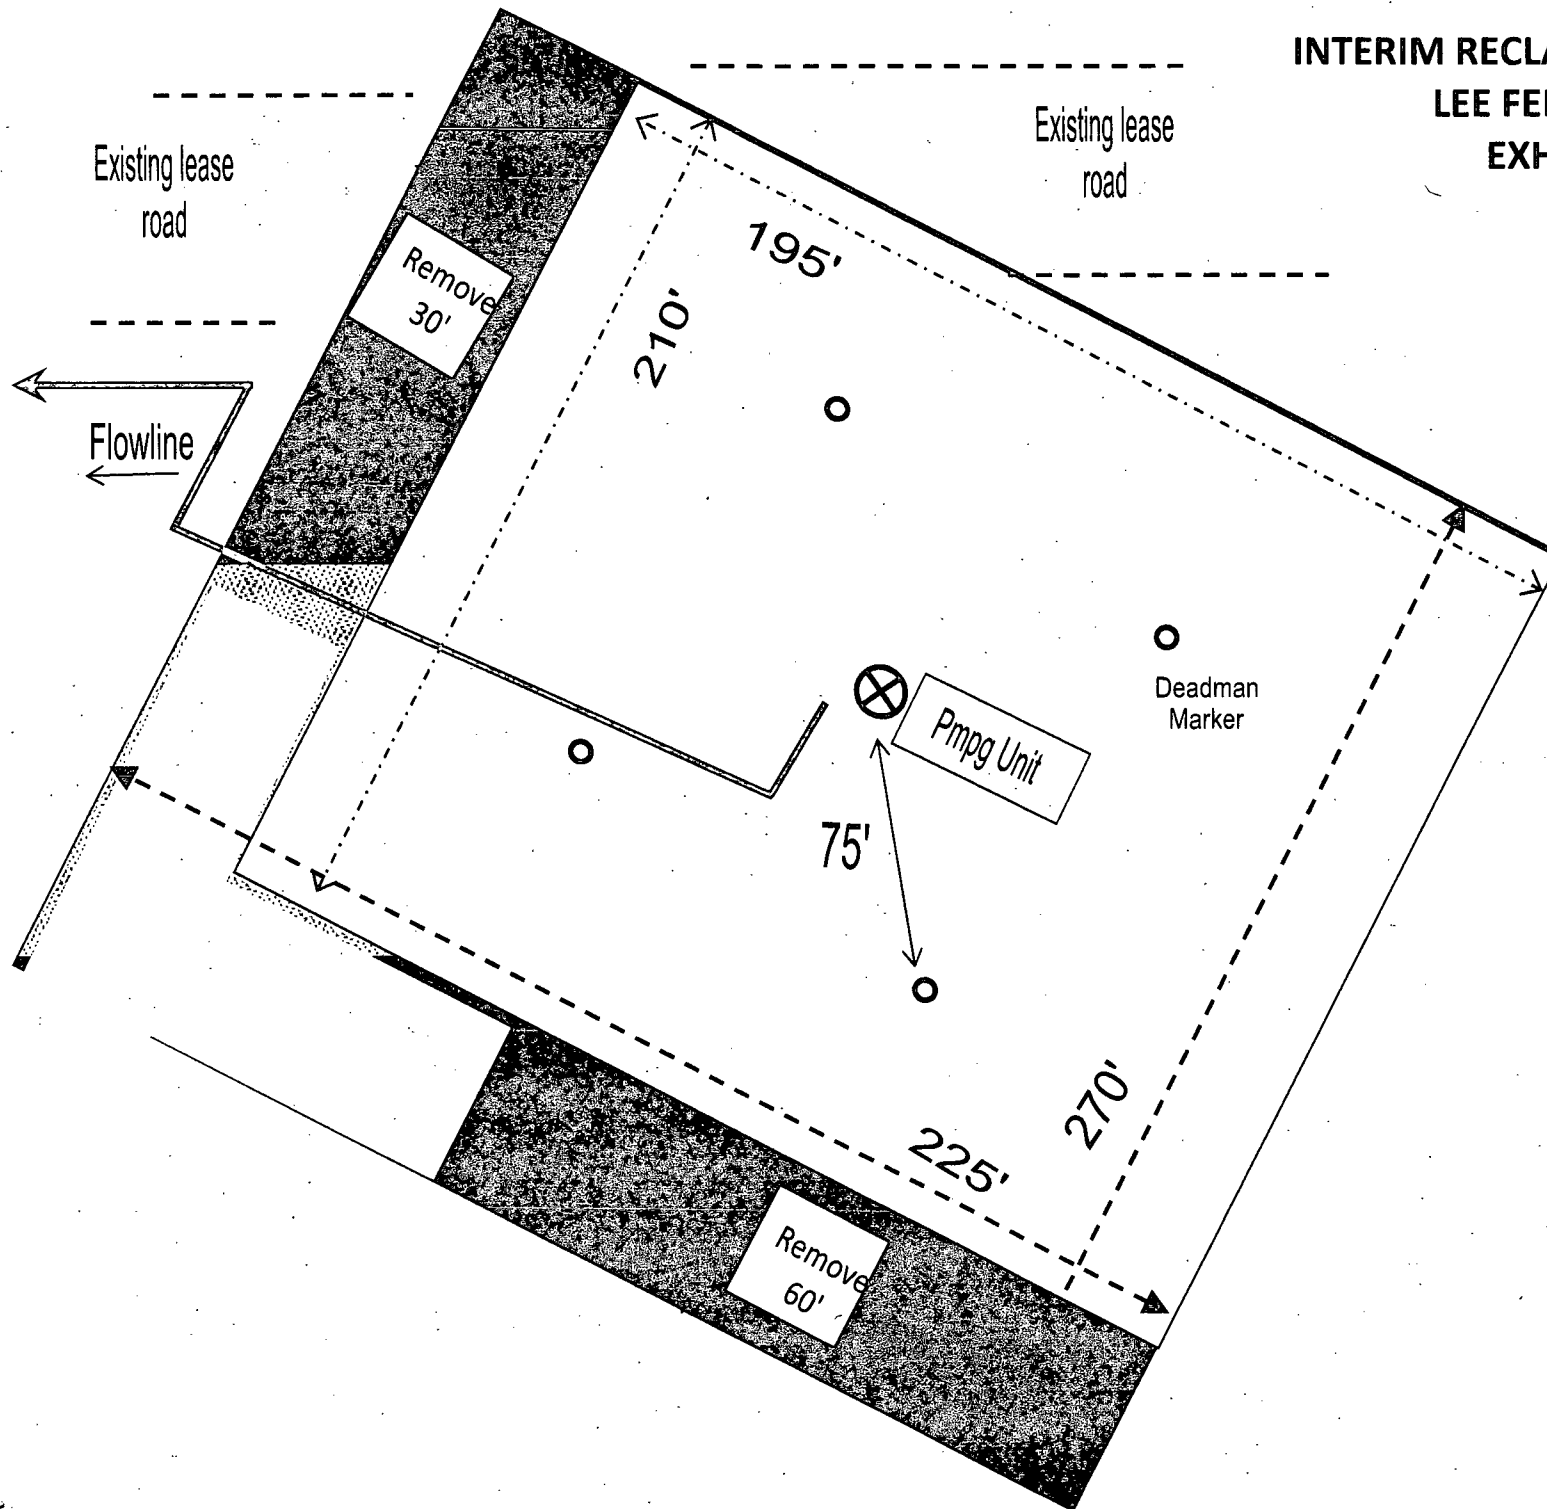 INTERIM RECLA
LEE FE
EXH
Existing lease
road
Existing lease
road
195'
Remove
30'
210'
Flowline
Deadman
Marker
Pmpg Unit
75'
270'
225'
Remove
60'